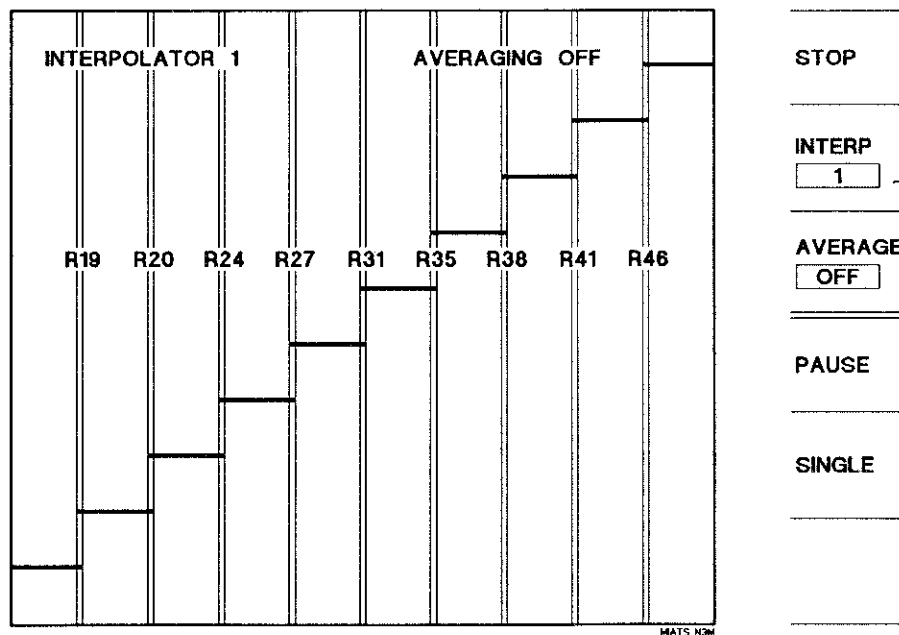 INTERPOLATOR 1
AVERAGING OFF
R19 R20 R24 R27 R31 R35 R38 R41 R46
STOP
INTERP
1
AVERAGE
OFF
PAUSE
SINGLE